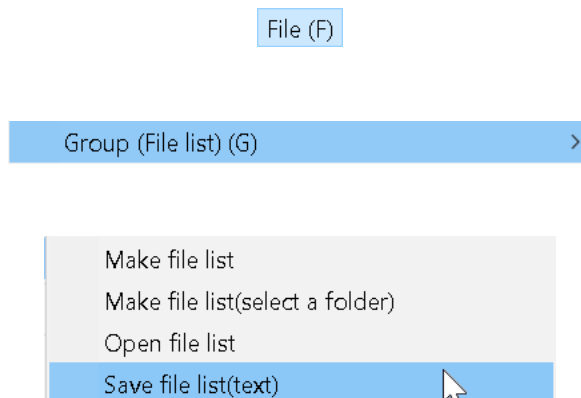 File (F)
Group (File list) (G)
Make file list
Make file list(select a folder)
Open file list
Save file list(text)